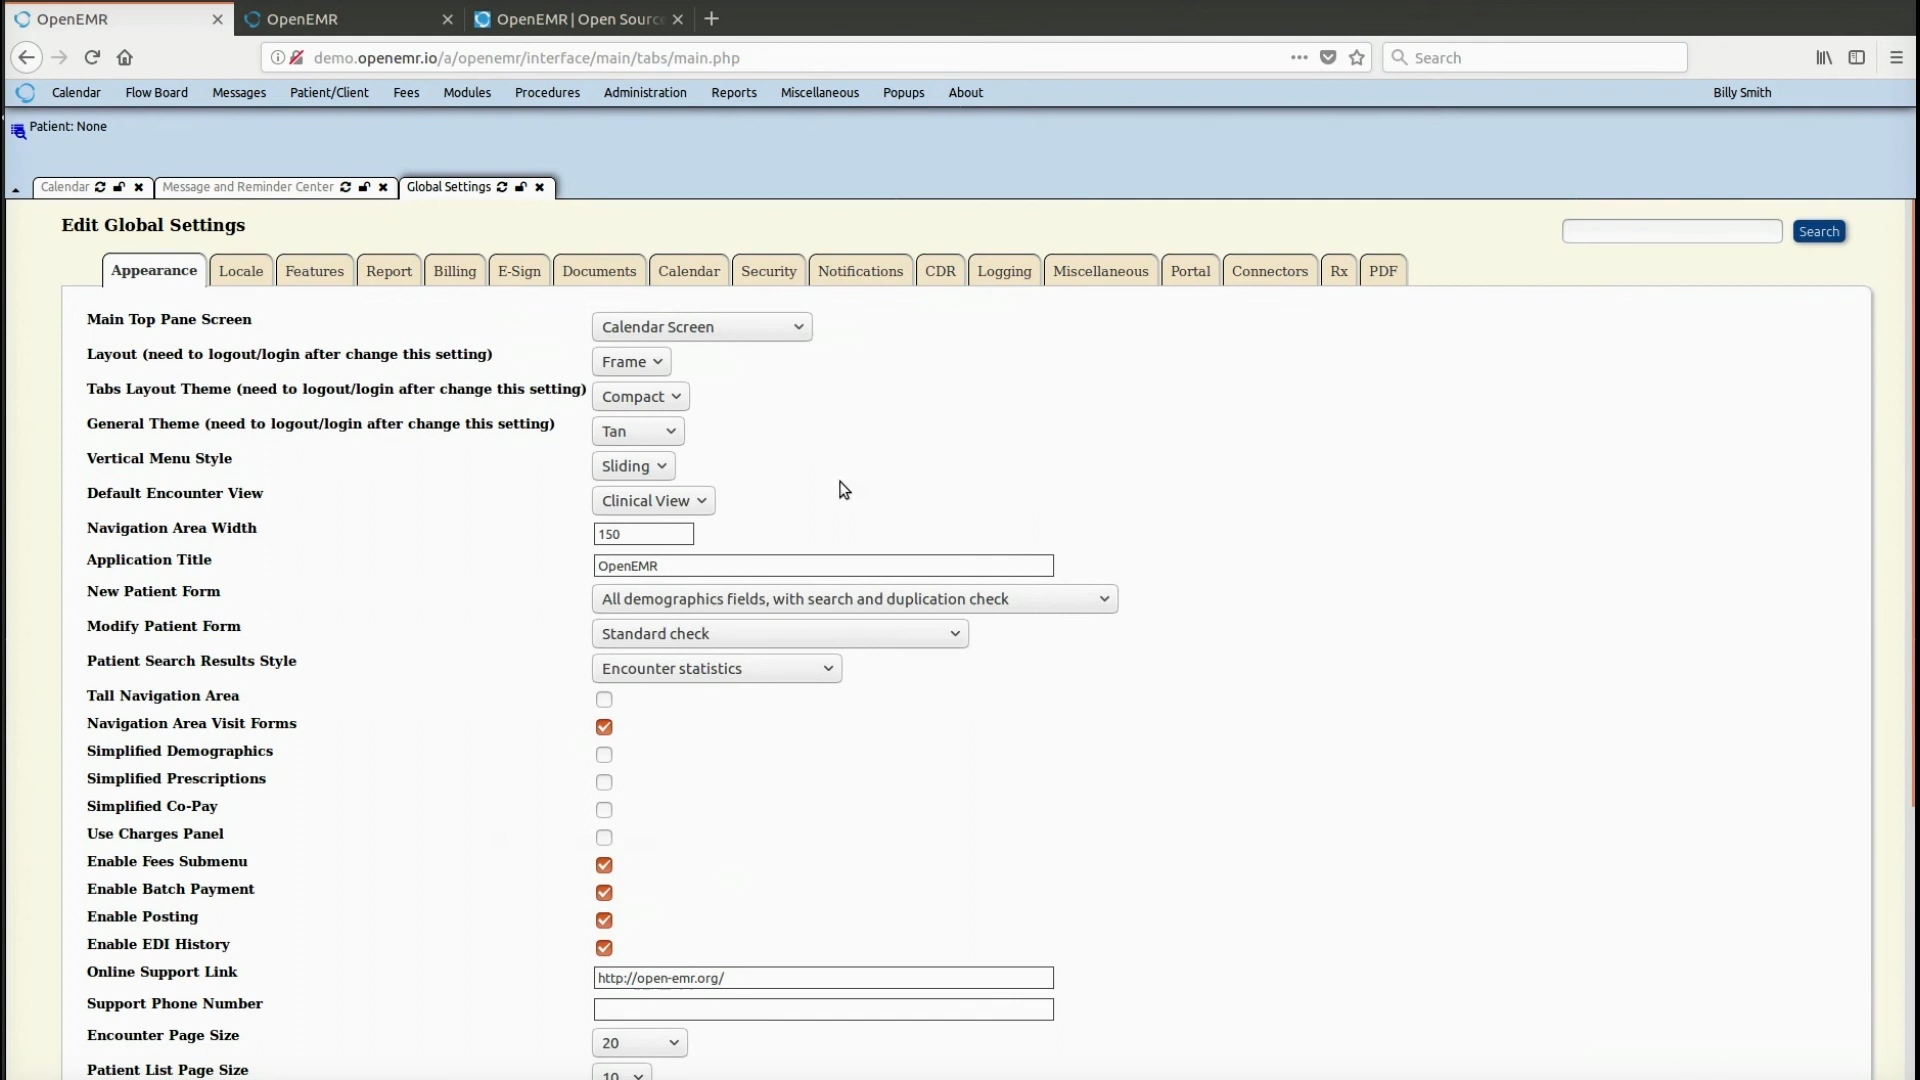 OpenEMR OpenEMR OpenEMR | Open Sourc
demo.openemr.io/a/openemr/interface/main/tabs/main.php Search
Calendar Flow Board Messages Patient/Client Fees Modules Procedures Administration Reports Miscellaneous Popups About Billy Smith
Patient: None
Calendar Message and Reminder Center Global Settings
Edit Global Settings Search
Appearance Locale Features Report Billing E-Sign Documents Calendar Security Notifications CDR Logging Miscellaneous Portal Connectors Rx PDF
Main Top Pane Screen Calendar Screen
Layout (need to logout/login after change this setting) Frame
Tabs Layout Theme (need to logout/login after change this setting) Compact
General Theme (need to logout/login after change this setting) Tan
Vertical Menu Style Sliding
Default Encounter View Clinical View
Navigation Area Width 150
Application Title OpenEMR
New Patient Form All demographics fields, with search and duplication check
Modify Patient Form Standard check
Patient Search Results Style Encounter statistics
Tall Navigation Area
Navigation Area Visit Forms
Simplified Demographics
Simplified Prescriptions
Simplified Co-Pay
Use Charges Panel
Enable Fees Submenu
Enable Batch Payment
Enable Posting
Enable EDI History
Online Support Link http://open-emr.org/
Support Phone Number
Encounter Page Size 20
Patient List Page Size 10